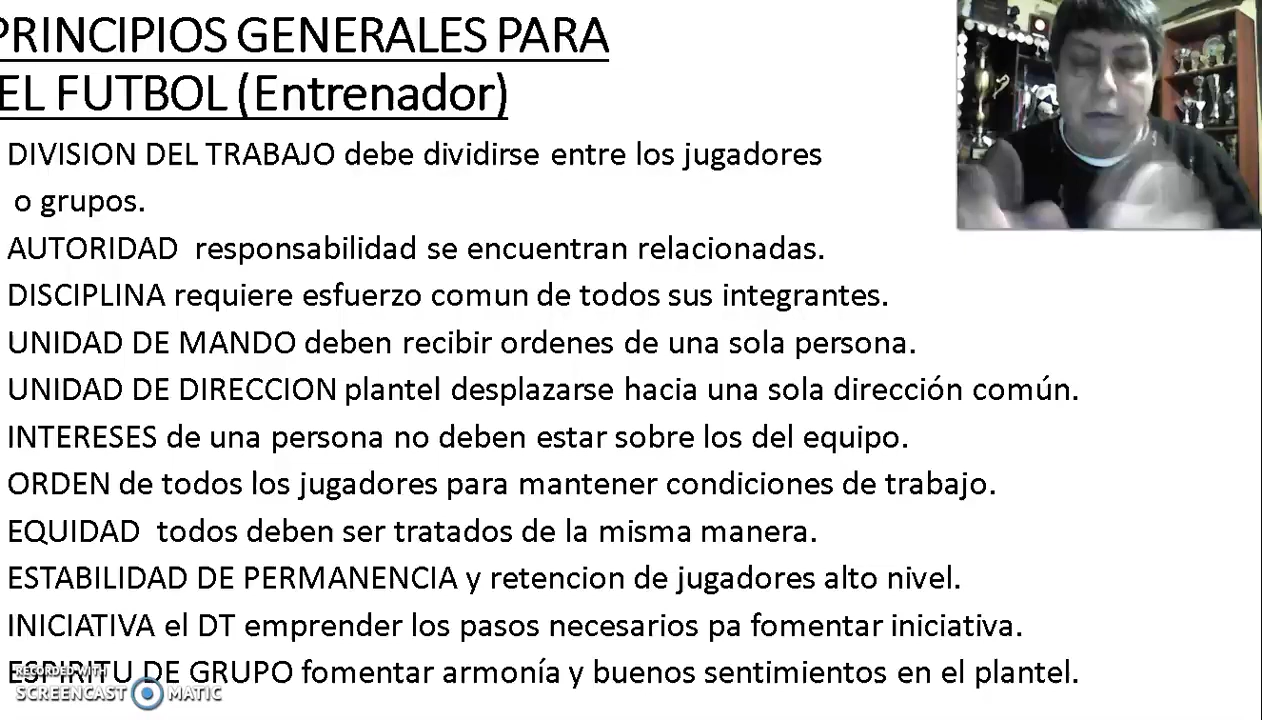 PRINCIPIOS GENERALES PARA
EL FUTBOL (Entrenador)
DIVISION DEL TRABAJO debe dividirse entre los jugadores
o grupos.
AUTORIDAD responsabilidad se encuentran relacionadas.
DISCIPLINA requiere esfuerzo comun de todos sus integrantes.
UNIDAD DE MANDO deben recibir ordenes de una sola persona.
UNIDAD DE DIRECCION plantel desplazarse hacia una sola dirección común.
INTERESES de una persona no deben estar sobre los del equipo.
ORDEN de todos los jugadores para mantener condiciones de trabajo.
EQUIDAD todos deben ser tratados de la misma manera.
ESTABILIDAD DE PERMANENCIA y retencion de jugadores alto nivel.
INICIATIVA el DT emprender los pasos necesarios pa fomentar iniciativa.
ESPIRITU DE GRUPO fomentar armonía y buenos sentimientos en el plantel.
RECORDED WITH
SCREENCAST MATIC